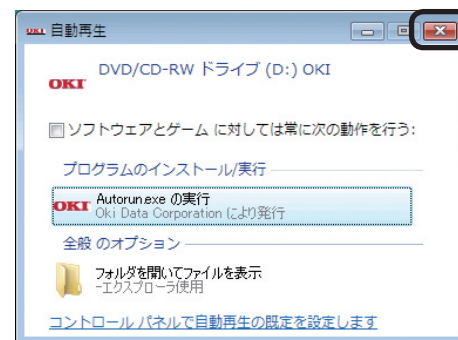 OKI 自動再生
DVD/CD-RW ドライブ (D:) OKI
OKI
ソフトウェアとゲーム に対しては常に次の動作を行う:
プログラムのインストール/実行
OKI Autorun.exe の実行
Oki Data Corporation により発行
全般 のオプション
フォルダを開いてファイルを表示
-エクスプローラ使用
コントロール パネルで自動再生の既定を設定します